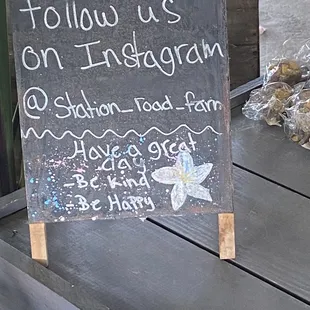 follow us
on Instagram
@station_road_farm
Have a great
day
-Be kind
-Be Happy